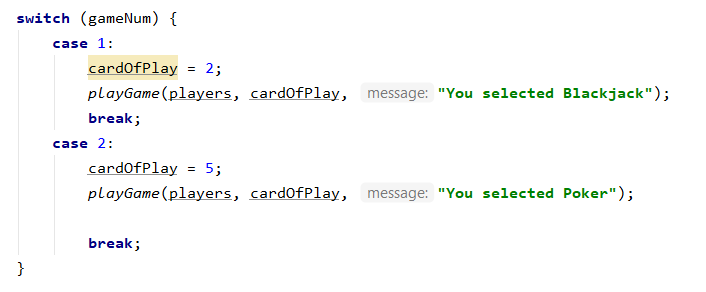 switch (gameNum) {
case 1:
cardOfPlay = 2;
playGame(players, cardOfPlay, message: "You selected Blackjack");
break;
case 2:
cardOfPlay = 5;
playGame(players, cardOfPlay, message: "You selected Poker");
break;
}